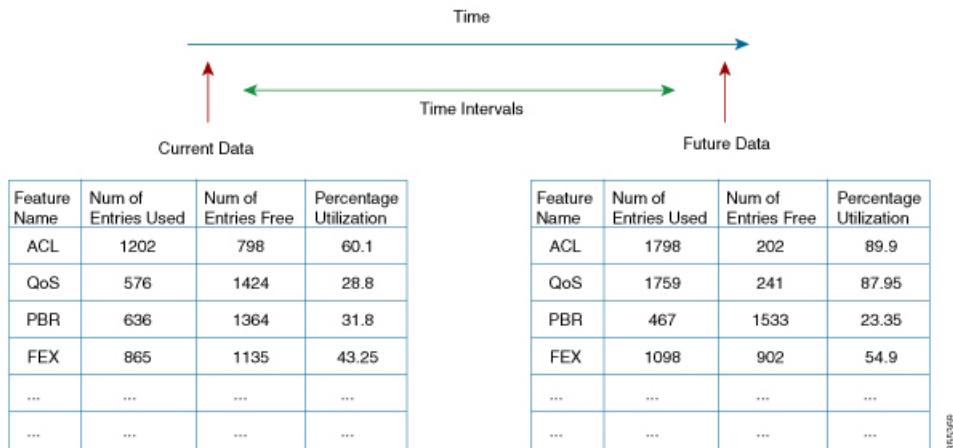 Time
Time Intervals
Current Data
Future Data
Feature Name Num of Entries Used Num of Entries Free Percentage Utilization
ACL 1202 798 60.1
QoS 576 1424 28.8
PBR 636 1364 31.8
FEX 865 1135 43.25
... ... ... ...
... ... ... ...
Feature Name Num of Entries Used Num of Entries Free Percentage Utilization
ACL 1798 202 89.9
QoS 1759 241 87.95
PBR 467 1533 23.35
FEX 1098 902 54.9
... ... ... ...
... ... ... ...